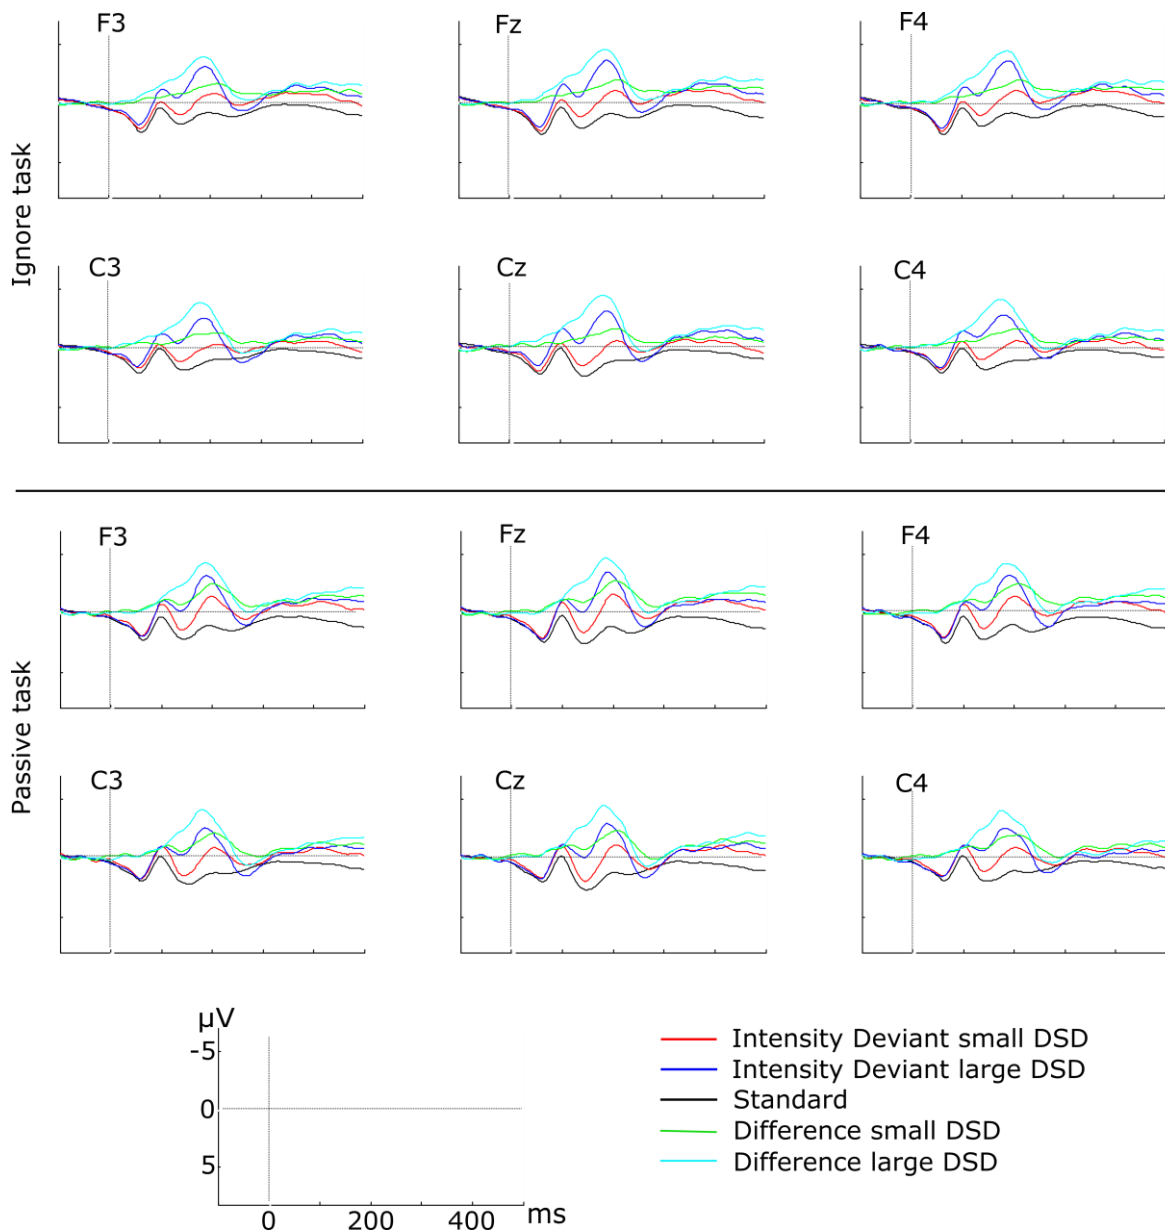 F3 Fz F4
Ignore task
C3 Cz C4
F3 Fz F4
Passive task
C3 Cz C4
µV
-5
0
5
0 200 400 ms
Intensity Deviant small DSD
Intensity Deviant large DSD
Standard
Difference small DSD
Difference large DSD